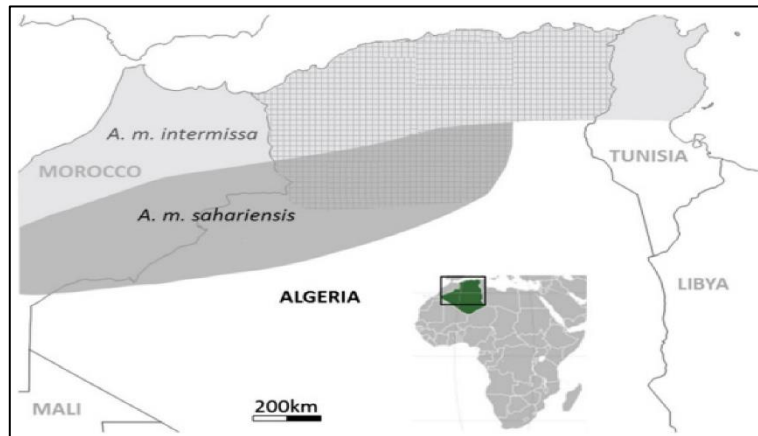 A. m. intermissa
MOROCCO
TUNISIA
A. m. sahariensis
ALGERIA
LIBYA
MALI
200km